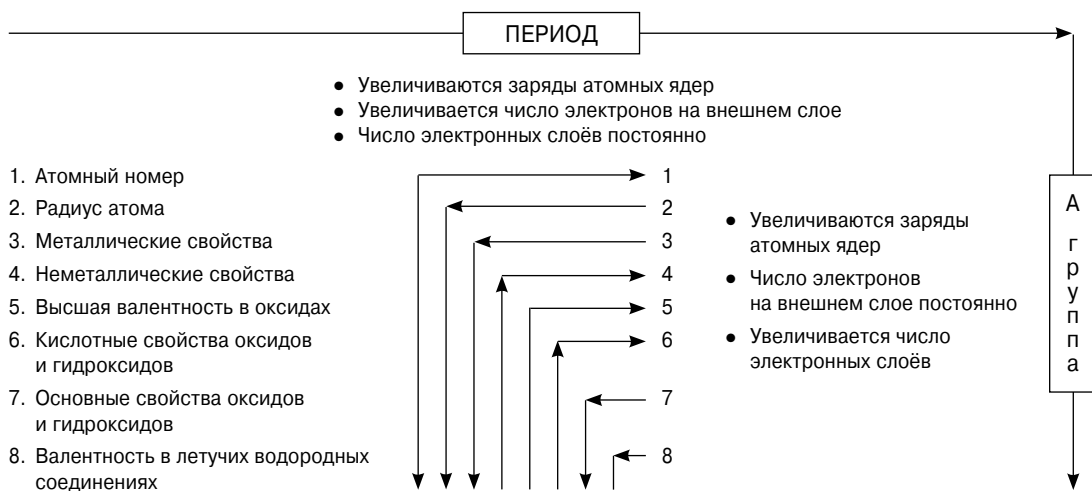 ПЕРИОД
● Увеличиваются заряды атомных ядер
● Увеличивается число электронов на внешнем слое
● Число электронных слоёв постоянно
1. Атомный номер
2. Радиус атома
3. Металлические свойства
4. Неметаллические свойства
5. Высшая валентность в оксидах
6. Кислотные свойства оксидов
и гидроксидов
7. Основные свойства оксидов
и гидроксидов
8. Валентность в летучих водородных
соединениях
1
2
3
4
5
6
7
8
● Увеличиваются заряды
атомных ядер
● Число электронов
на внешнем слое постоянно
● Увеличивается число
электронных слоёв
А группа